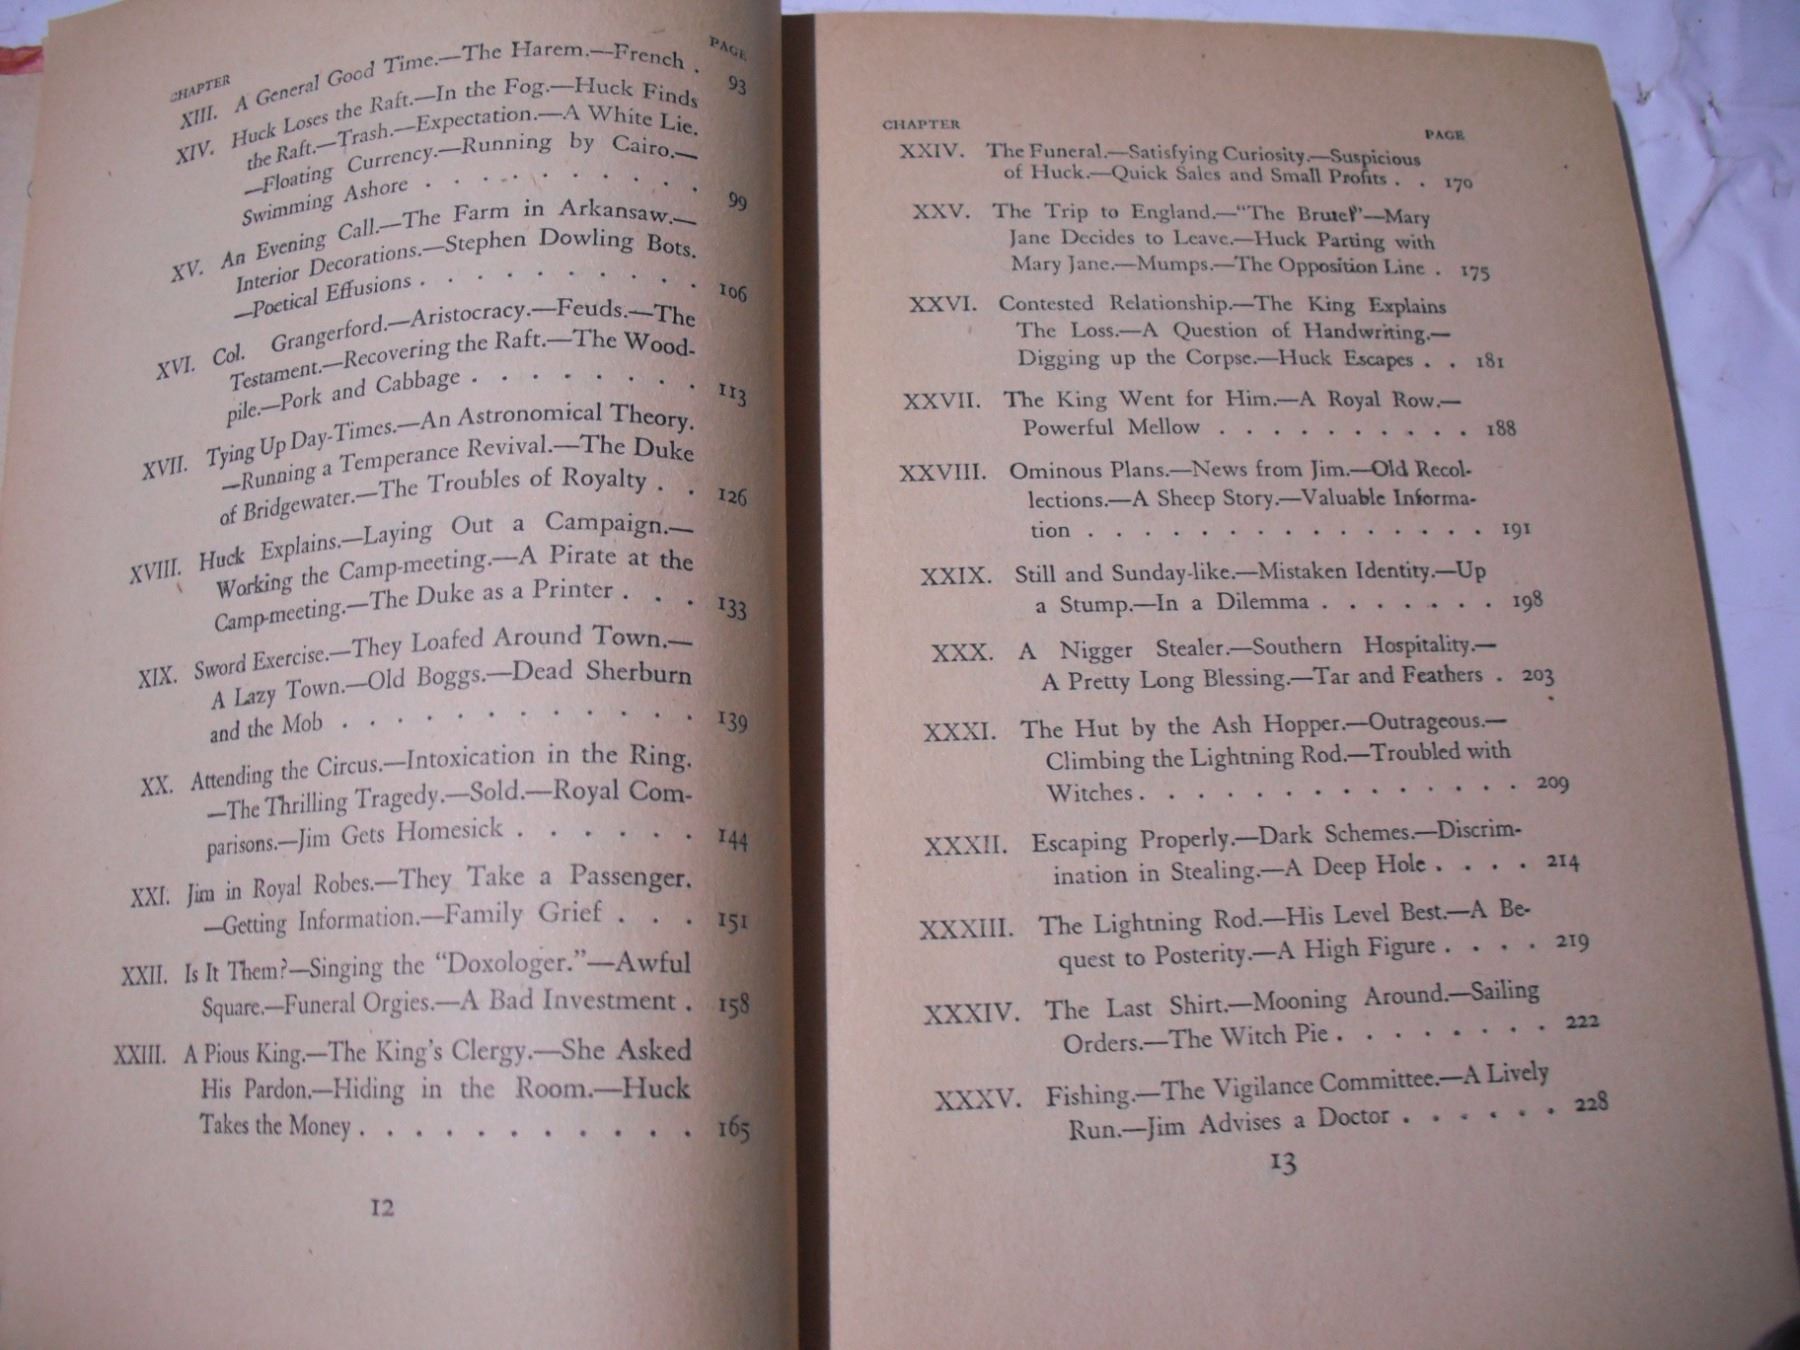 CHAPTER PAGE
XIII. A General Good Time.—The Harem.—French . 93
XIV. Huck Loses the Raft.—In the Fog.—Huck Finds
the Raft.—Trash.—Expectation.—A White Lie.
—Floating Currency.—Running by Cairo.—
Swimming Ashore . . . . . . . . . . 99
XV. An Evening Call.—The Farm in Arkansaw.—
Interior Decorations.—Stephen Dowling Bots.
—Poetical Effusions . . . . . . . . . 106
XVI. Col. Grangerford.—Aristocracy.—Feuds.—The
Testament.—Recovering the Raft.—The Wood-
pile.—Pork and Cabbage . . . . . . . . 113
XVII. Tying Up Day-Times.—An Astronomical Theory.
—Running a Temperance Revival.—The Duke
of Bridgewater.—The Troubles of Royalty . . 126
XVIII. Huck Explains.—Laying Out a Campaign.—
Working the Camp-meeting.—A Pirate at the
Camp-meeting.—The Duke as a Printer . . . 133
XIX. Sword Exercise.—They Loafed Around Town.—
A Lazy Town.—Old Boggs.—Dead Sherburn
and the Mob . . . . . . . . . . . . . 139
XX. Attending the Circus.—Intoxication in the Ring.
—The Thrilling Tragedy.—Sold.—Royal Com-
parisons.—Jim Gets Homesick . . . . . . 144
XXI. Jim in Royal Robes.—They Take a Passenger.
—Getting Information.—Family Grief . . . 151
XXII. Is It Them?—Singing the "Doxologer."—Awful
Square.—Funeral Orgies.—A Bad Investment . 158
XXIII. A Pious King.—The King's Clergy.—She Asked
His Pardon.—Hiding in the Room.—Huck
Takes the Money . . . . . . . . . . . . 165
12
CHAPTER PAGE
XXIV. The Funeral.—Satisfying Curiosity.—Suspicious
of Huck.—Quick Sales and Small Profits . . 170
XXV. The Trip to England.—"The Brute!"—Mary
Jane Decides to Leave.—Huck Parting with
Mary Jane.—Mumps.—The Opposition Line . 175
XXVI. Contested Relationship.—The King Explains
The Loss.—A Question of Handwriting.—
Digging up the Corpse.—Huck Escapes . . 181
XXVII. The King Went for Him.—A Royal Row.—
Powerful Mellow . . . . . . . . . . 188
XXVIII. Ominous Plans.—News from Jim.—Old Recol-
lections.—A Sheep Story.—Valuable Informa-
tion . . . . . . . . . . . . . . . 191
XXIX. Still and Sunday-like.—Mistaken Identity.—Up
a Stump.—In a Dilemma . . . . . . . 198
XXX. A Nigger Stealer.—Southern Hospitality.—
A Pretty Long Blessing.—Tar and Feathers . 203
XXXI. The Hut by the Ash Hopper.—Outrageous.—
Climbing the Lightning Rod.—Troubled with
Witches . . . . . . . . . . . . . . 209
XXXII. Escaping Properly.—Dark Schemes.—Discrim-
ination in Stealing.—A Deep Hole . . . . 214
XXXIII. The Lightning Rod.—His Level Best.—A Be-
quest to Posterity.—A High Figure . . . . 219
XXXIV. The Last Shirt.—Mooning Around.—Sailing
Orders.—The Witch Pie . . . . . . . . 222
XXXV. Fishing.—The Vigilance Committee.—A Lively
Run.—Jim Advises a Doctor . . . . . . 228
13